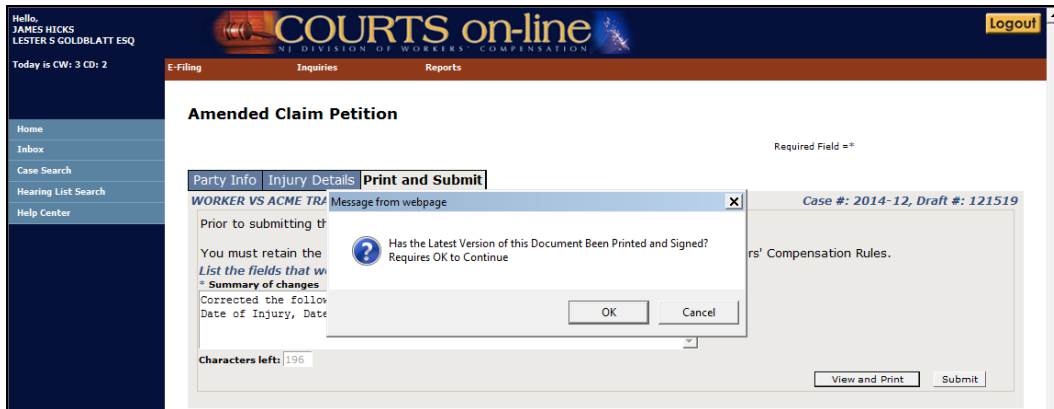 Hello,
JAMES HICKS
LESTER S GOLDBLATT ESQ
COURTS on-line
NJ DIVISION OF WORKERS' COMPENSATION
Logout
Today is CW: 3 CD: 2
E-Filing Inquiries Reports
Amended Claim Petition
Home
Inbox
Case Search
Hearing List Search
Help Center
Required Field =*
Party Info Injury Details Print and Submit
WORKER VS ACME TRA Case #: 2014-12, Draft #: 121519
Message from webpage
Prior to submitting th
Has the Latest Version of this Document Been Printed and Signed?
Requires OK to Continue
You must retain the rs' Compensation Rules.
List the fields that w
* Summary of changes
Corrected the follow
Date of Injury, Date
OK Cancel
Characters left: 196
View and Print Submit